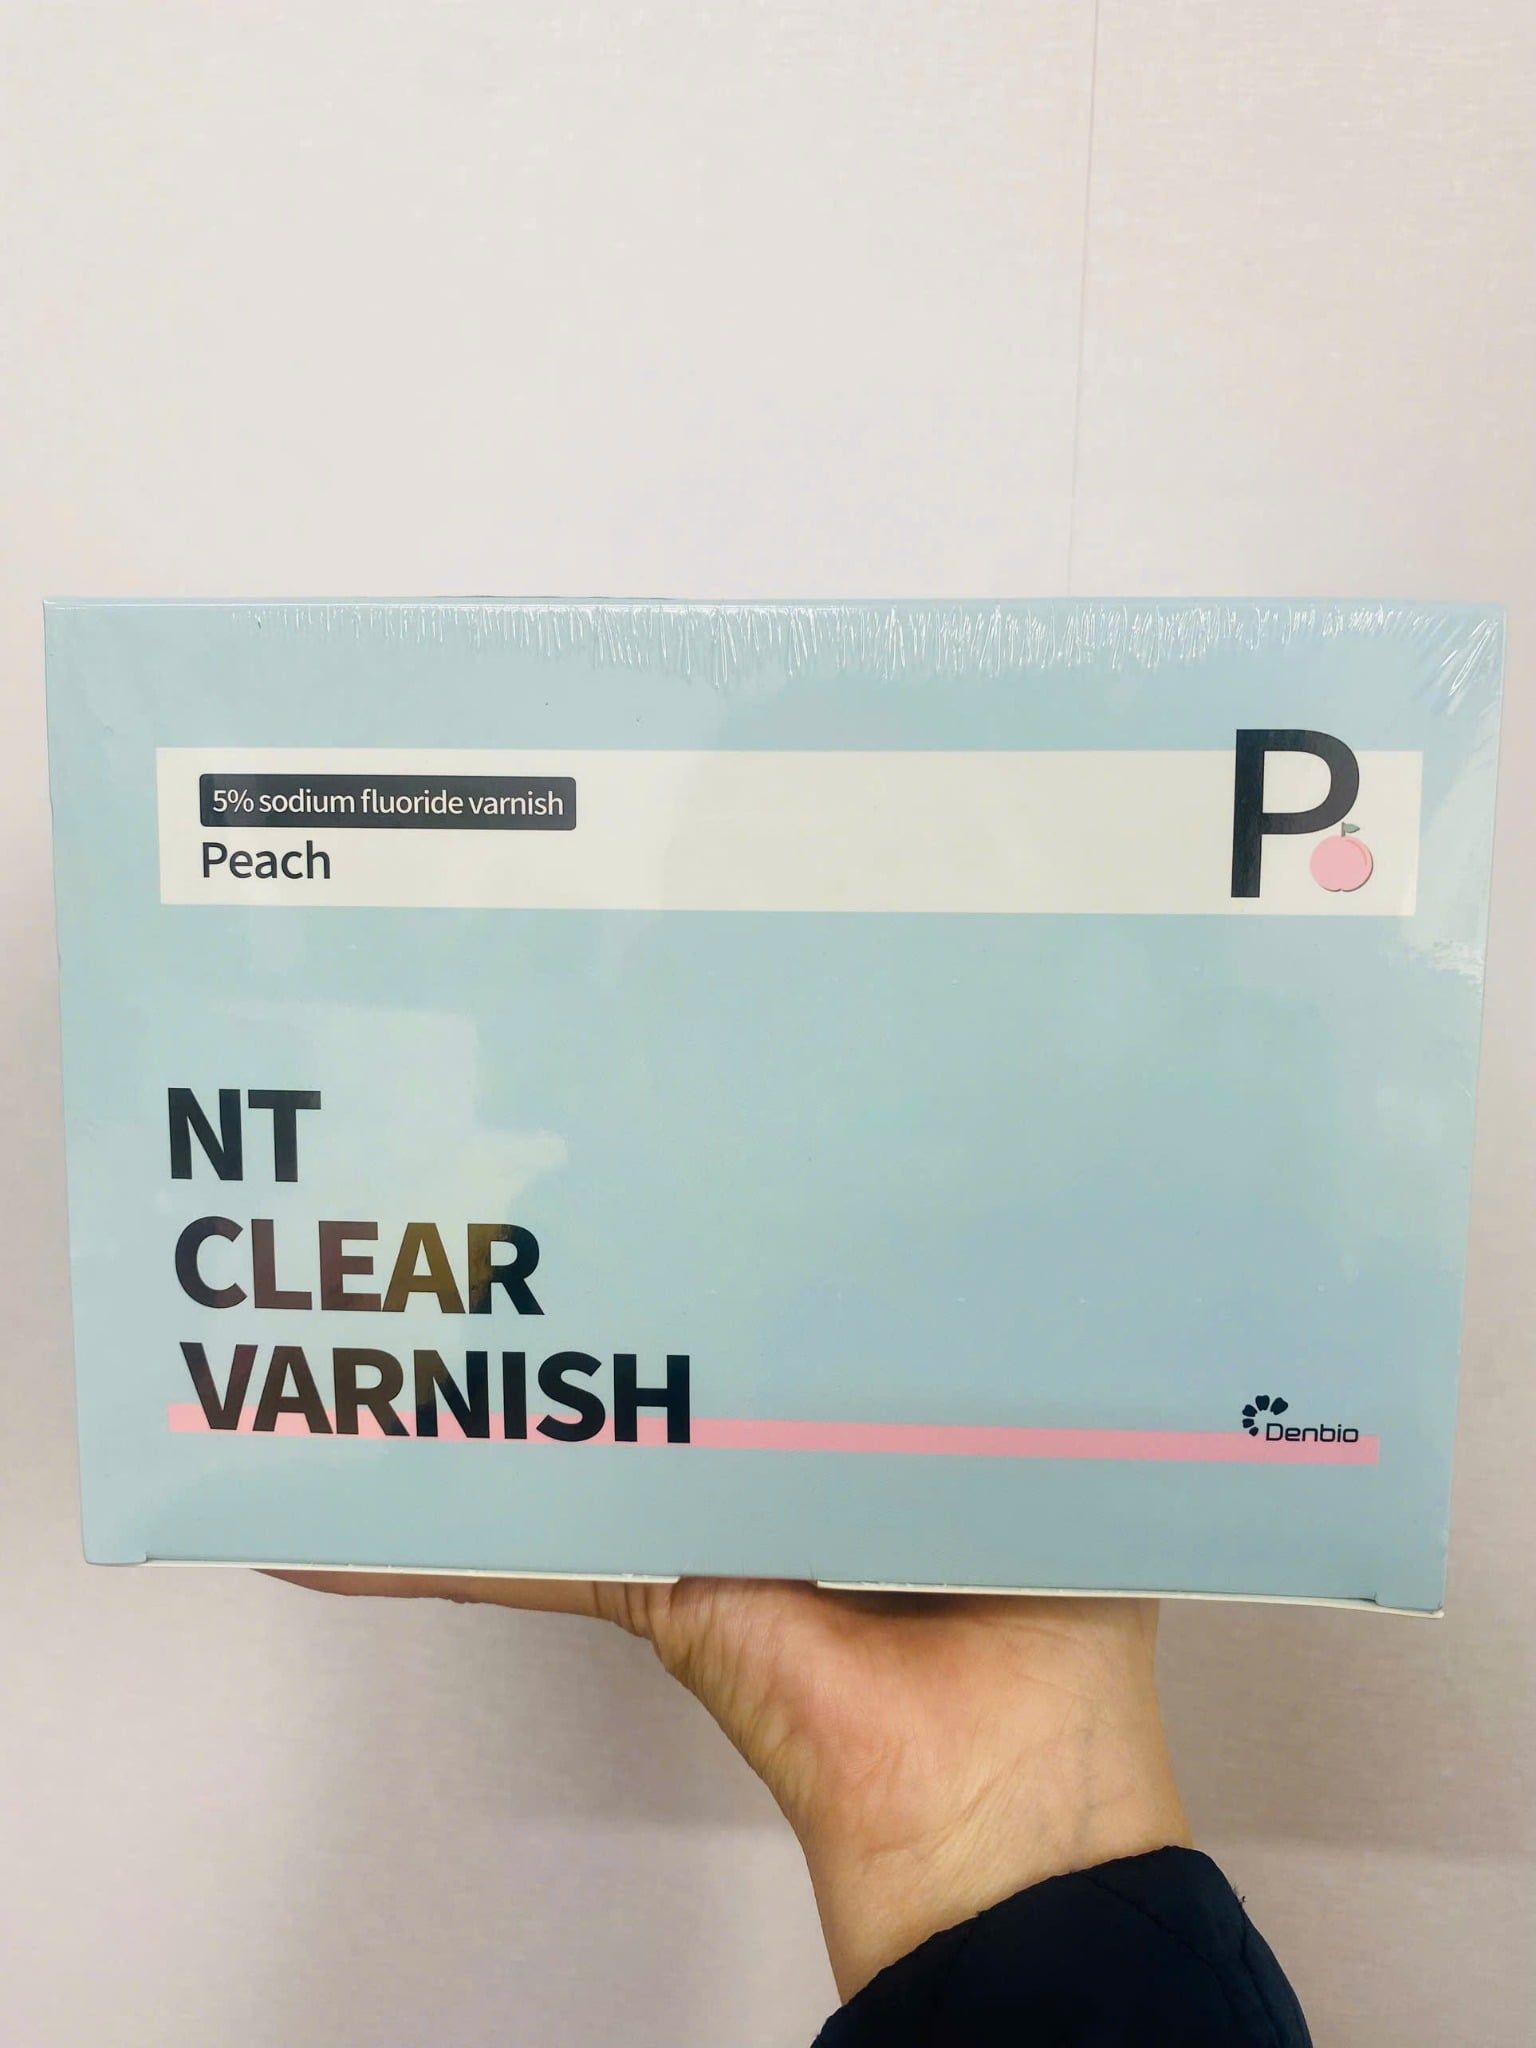 5% sodium fluoride varnish
Peach
P
NT
CLEAR
VARNISH
Denbio